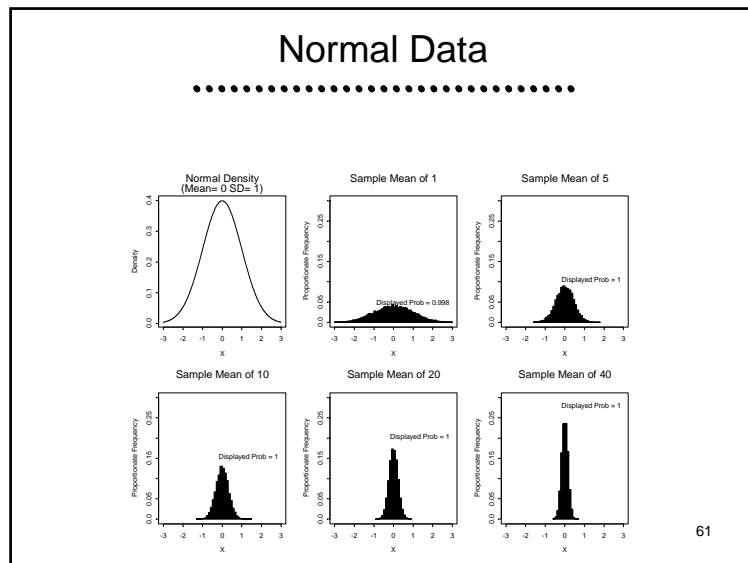 Normal Data
Normal Density
(Mean= 0 SD= 1)
Density
0.0 0.1 0.2 0.3 0.4
-3 -2 -1 0 1 2 3
X
Sample Mean of 1
Proportionate Frequency
0.0 0.05 0.15 0.25
Displayed Prob = 0.998
-3 -2 -1 0 1 2 3
X
Sample Mean of 5
Proportionate Frequency
0.0 0.05 0.15 0.25
Displayed Prob = 1
-3 -2 -1 0 1 2 3
X
Sample Mean of 10
Proportionate Frequency
0.0 0.05 0.15 0.25
Displayed Prob = 1
-3 -2 -1 0 1 2 3
X
Sample Mean of 20
Proportionate Frequency
0.0 0.05 0.15 0.25
Displayed Prob = 1
-3 -2 -1 0 1 2 3
X
Sample Mean of 40
Proportionate Frequency
0.0 0.05 0.15 0.25
Displayed Prob = 1
-3 -2 -1 0 1 2 3
X
61